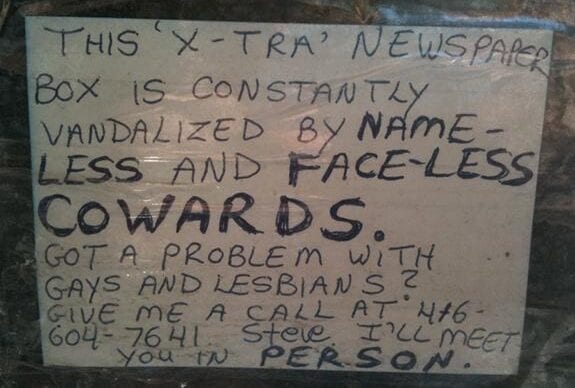 THIS 'X-TRA' NEWSPAPER
BOX IS CONSTANTLY
VANDALIZED BY NAME-
LESS AND FACE-LESS
COWARDS.
GOT A PROBLEM WITH
GAYS AND LESBIANS?
GIVE ME A CALL AT 416-
604-7641 Steve. I'LL MEET
YOU IN PERSON.